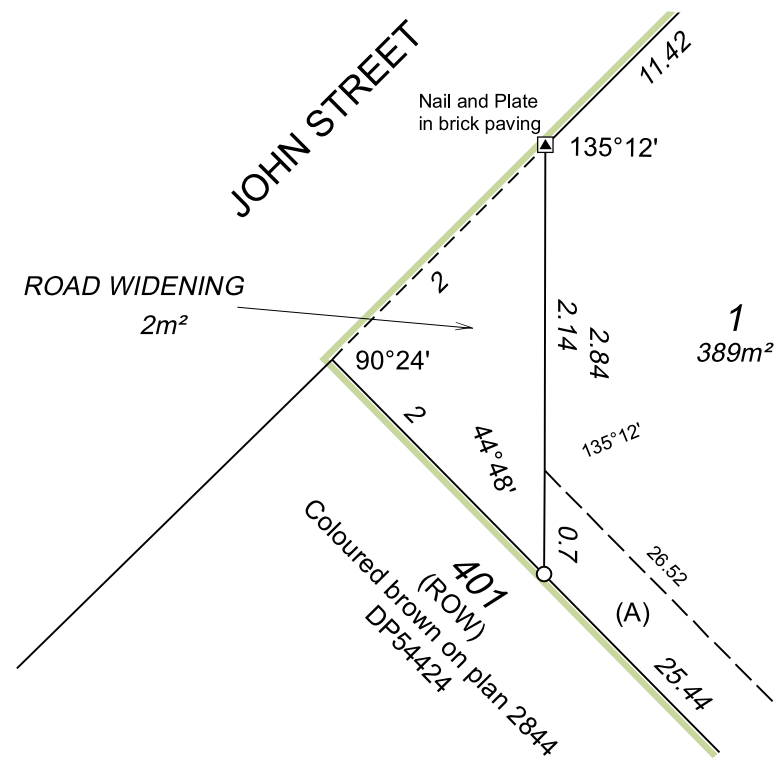 JOHN STREET
11.42
Nail and Plate
in brick paving
135°12'
2
ROAD WIDENING
2m²
90°24'
2.14
2.84
1
389m²
2
44°48'
135°12'
0.7
26.52
(A)
25.44
401
(ROW)
Coloured brown on plan 2844
DP54424